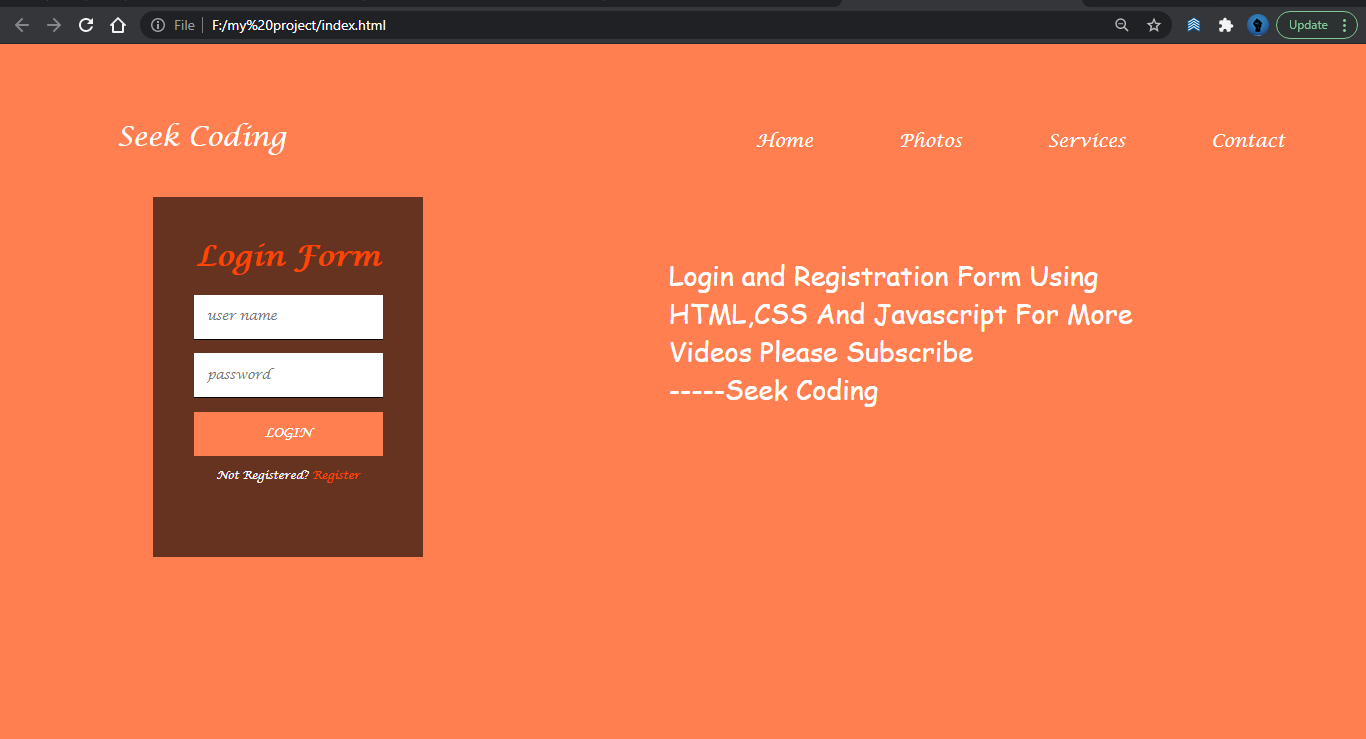 File F:/my%20project/index.html Update
Seek Coding
Home Photos Services Contact
Login Form
user name
password
LOGIN
Not Registered? Register
Login and Registration Form Using
HTML,CSS And Javascript For More
Videos Please Subscribe
-----Seek Coding